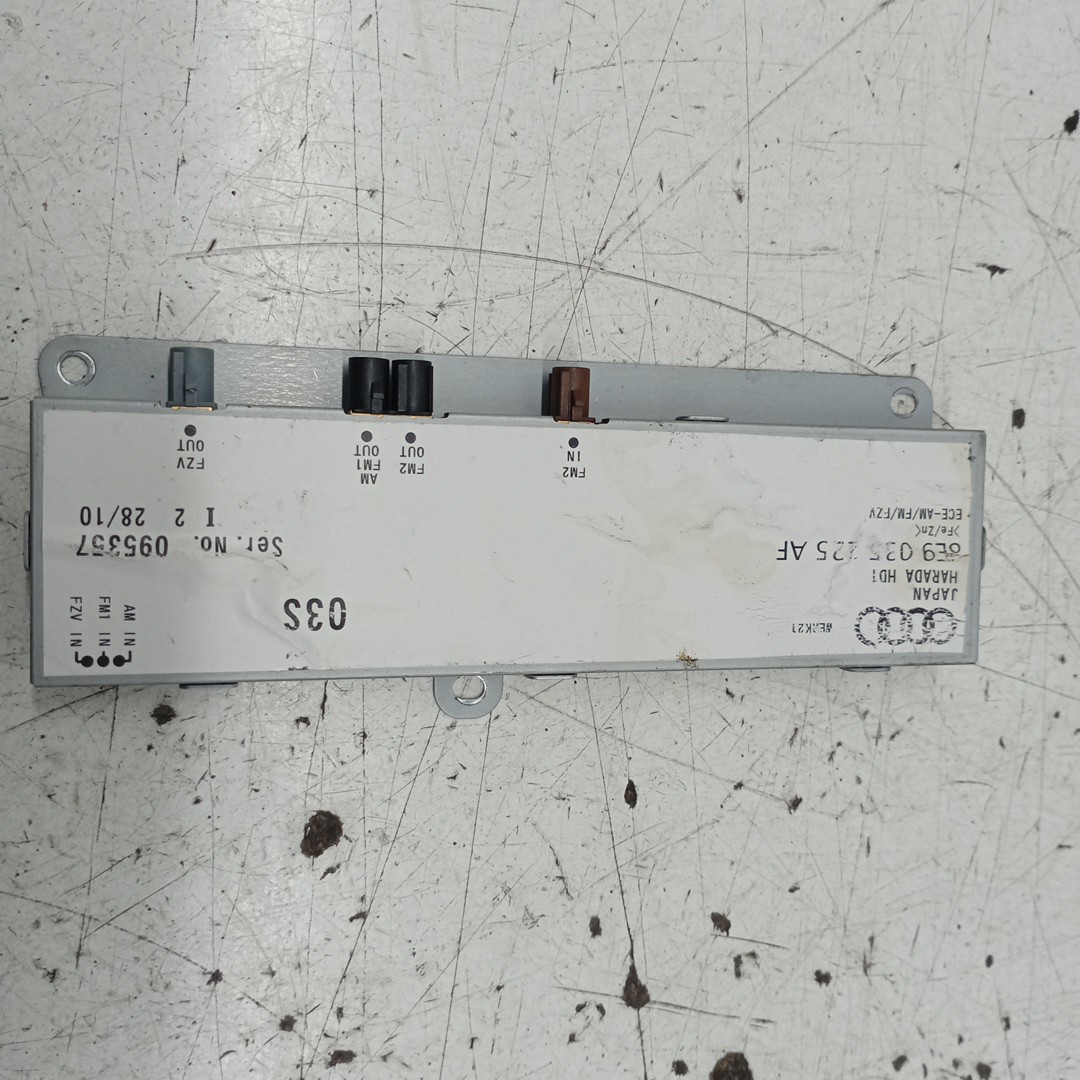 WERK21
JAPAN
HARADA HD1
8E9 035 225 AF
>Fe/Zn<
ECE-AM/FM/FZV
03S
AM IN
FM1 IN
FZV IN
Ser.No. 095357
I 2 28/10
FM2
IN
FM2
OUT
AM
FM1
OUT
FZV
OUT